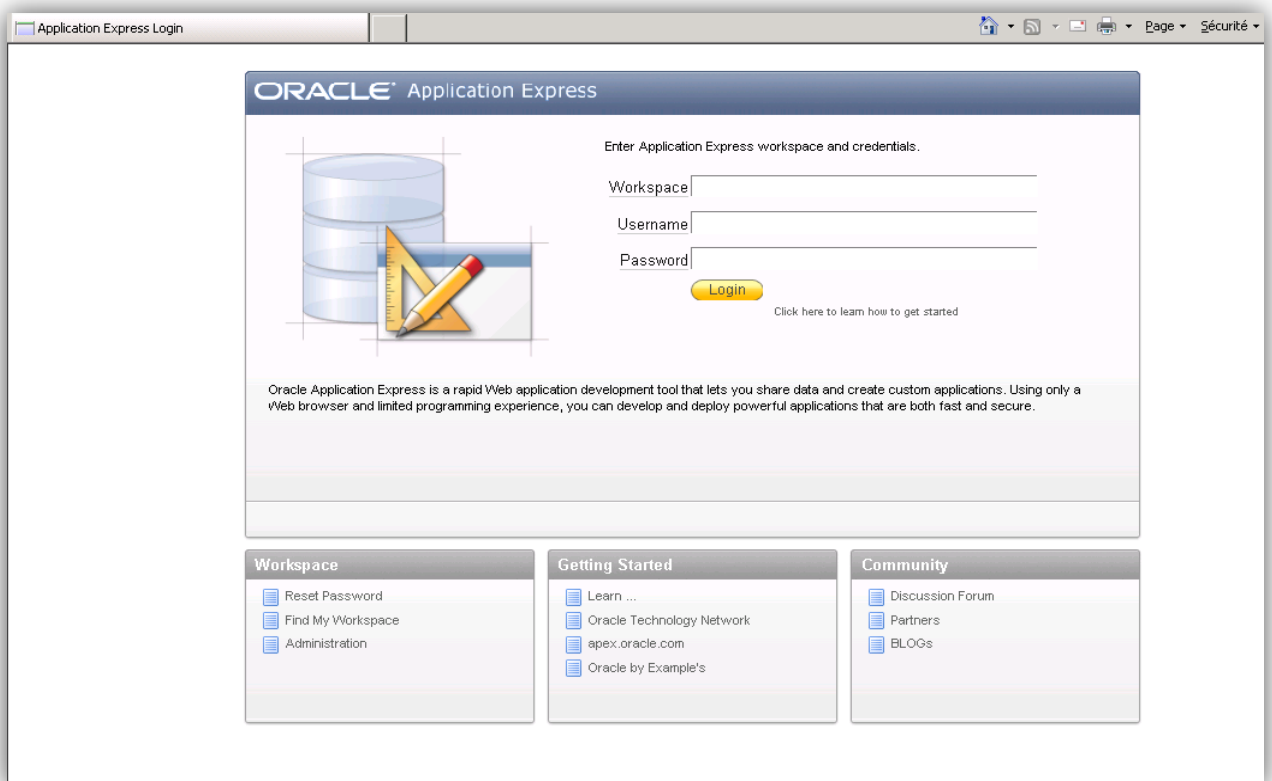 Application Express Login
Page
Sécurité
ORACLE Application Express
Enter Application Express workspace and credentials.
Workspace
Username
Password
Login
Click here to learn how to get started
Oracle Application Express is a rapid Web application development tool that lets you share data and create custom applications. Using only a
Web browser and limited programming experience, you can develop and deploy powerful applications that are both fast and secure.
Workspace
Reset Password
Find My Workspace
Administration
Getting Started
Learn ...
Oracle Technology Network
apex.oracle.com
Oracle by Example's
Community
Discussion Forum
Partners
BLOGs